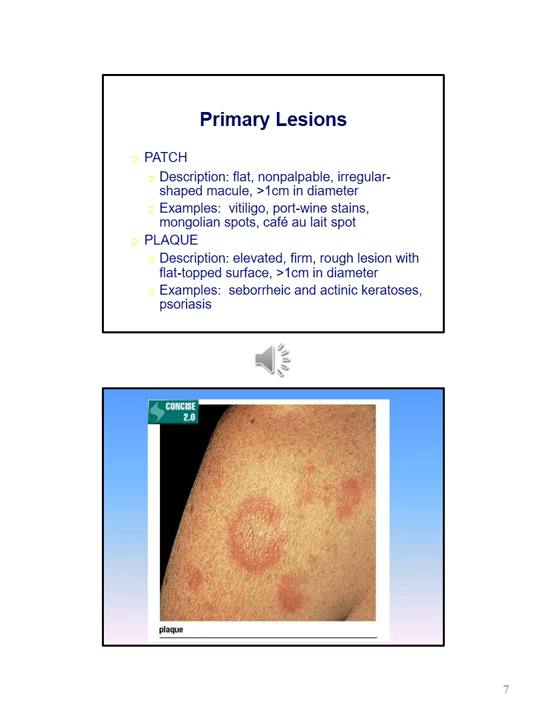 Primary Lesions
PATCH
Description: flat, nonpalpable, irregular-
shaped macule, >1cm in diameter
Examples: vitiligo, port-wine stains,
mongolian spots, café au lait spot
PLAQUE
Description: elevated, firm, rough lesion with
flat-topped surface, >1cm in diameter
Examples: seborrheic and actinic keratoses,
psoriasis
CONCISE
2.0
plaque
7